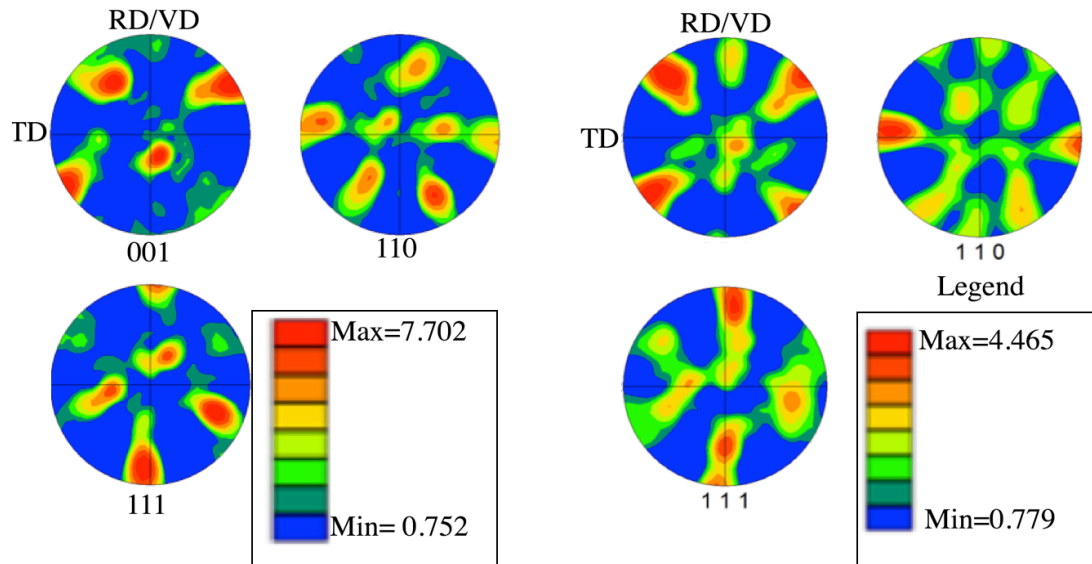 RD/VD
TD
001
110
111
Max=7.702
Min= 0.752
RD/VD
TD
1 1 0
Legend
1 1 1
Max=4.465
Min=0.779